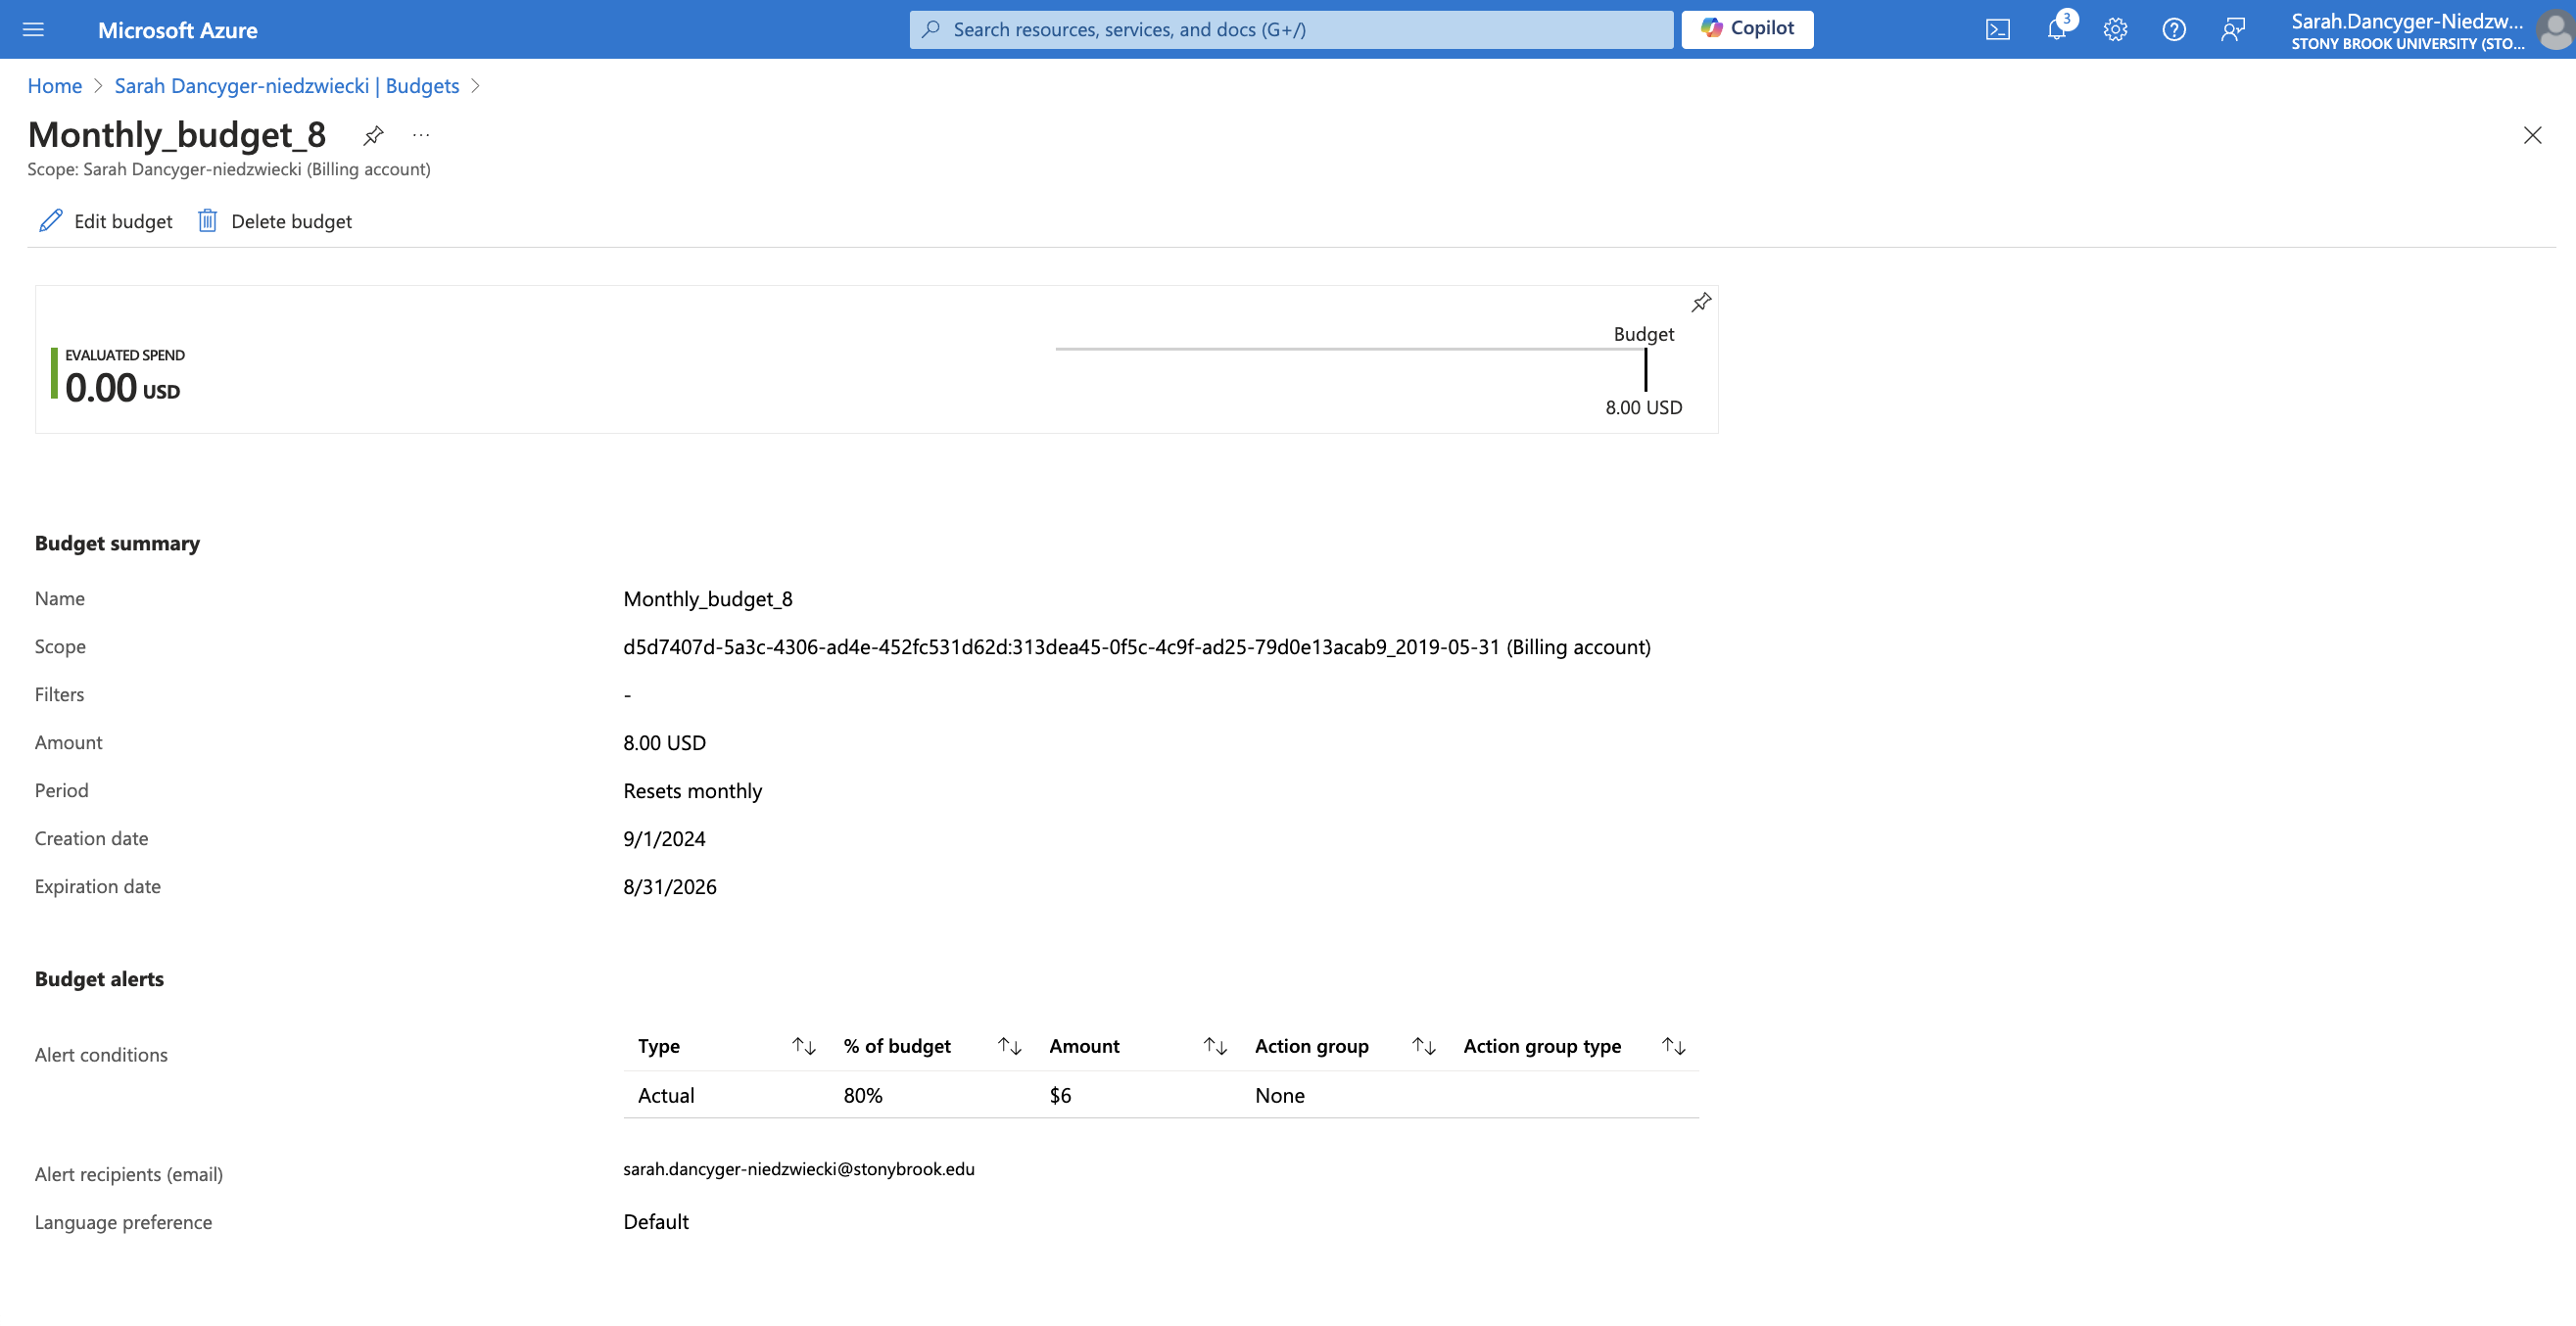 Microsoft Azure
Search resources, services, and docs (G+/)
Copilot
3
Sarah.Dancyger-Niedzw...
STONY BROOK UNIVERSITY (STO...
Home > Sarah Dancyger-niedzwiecki | Budgets >
Monthly_budget_8 ...
Scope: Sarah Dancyger-niedzwiecki (Billing account)
Edit budget Delete budget
Budget
EVALUATED SPEND
0.00 USD
8.00 USD
Budget summary
Name Monthly_budget_8
Scope d5d7407d-5a3c-4306-ad4e-452fc531d62d:313dea45-0f5c-4c9f-ad25-79d0e13acab9_2019-05-31 (Billing account)
Filters -
Amount 8.00 USD
Period Resets monthly
Creation date 9/1/2024
Expiration date 8/31/2026
Budget alerts
Alert conditions
Type % of budget Amount Action group Action group type
Actual 80% $6 None
Alert recipients (email) sarah.dancyger-niedzwiecki@stonybrook.edu
Language preference Default